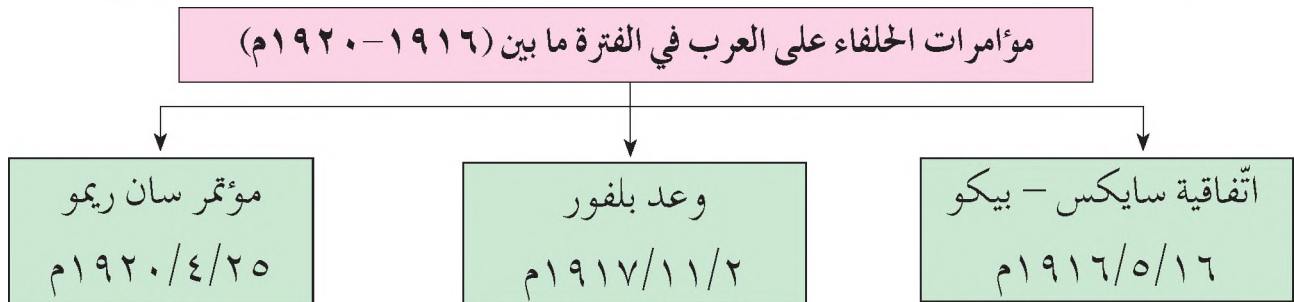 مؤامرات الحلفاء على العرب في الفترة ما بين (١٩١٦–١٩٢٠م)
اتّفاقية سايكس – بيكو
١٩١٦/٥/١٦م
وعد بلفور
١٩١٧/١١/٢م
مؤتمر سان ريمو
١٩٢٠/٤/٢٥م